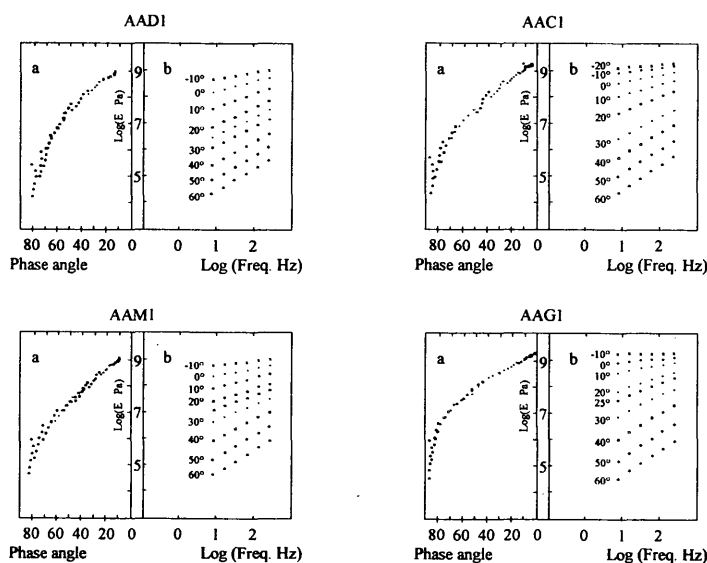 AAD1
a
b
Log(E Pa)
9
7
5
-10°
0°
10°
20°
30°
40°
50°
60°
80 60 40 20 0
0 1 2
Phase angle
Log (Freq. Hz)
AAC1
a
b
Log(E Pa)
9
7
5
-20°
-10°
0°
10°
20°
30°
40°
50°
60°
80 60 40 20 0
0 1 2
Phase angle
Log (Freq. Hz)
AAM1
a
b
Log(E Pa)
9
7
5
-10°
0°
10°
20°
30°
40°
50°
60°
80 60 40 20 0
0 1 2
Phase angle
Log (Freq. Hz)
AAG1
a
b
Log(E Pa)
9
7
5
-10°
0°
10°
20°
25°
30°
40°
50°
60°
80 60 40 20 0
0 1 2
Phase angle
Log (Freq. Hz)